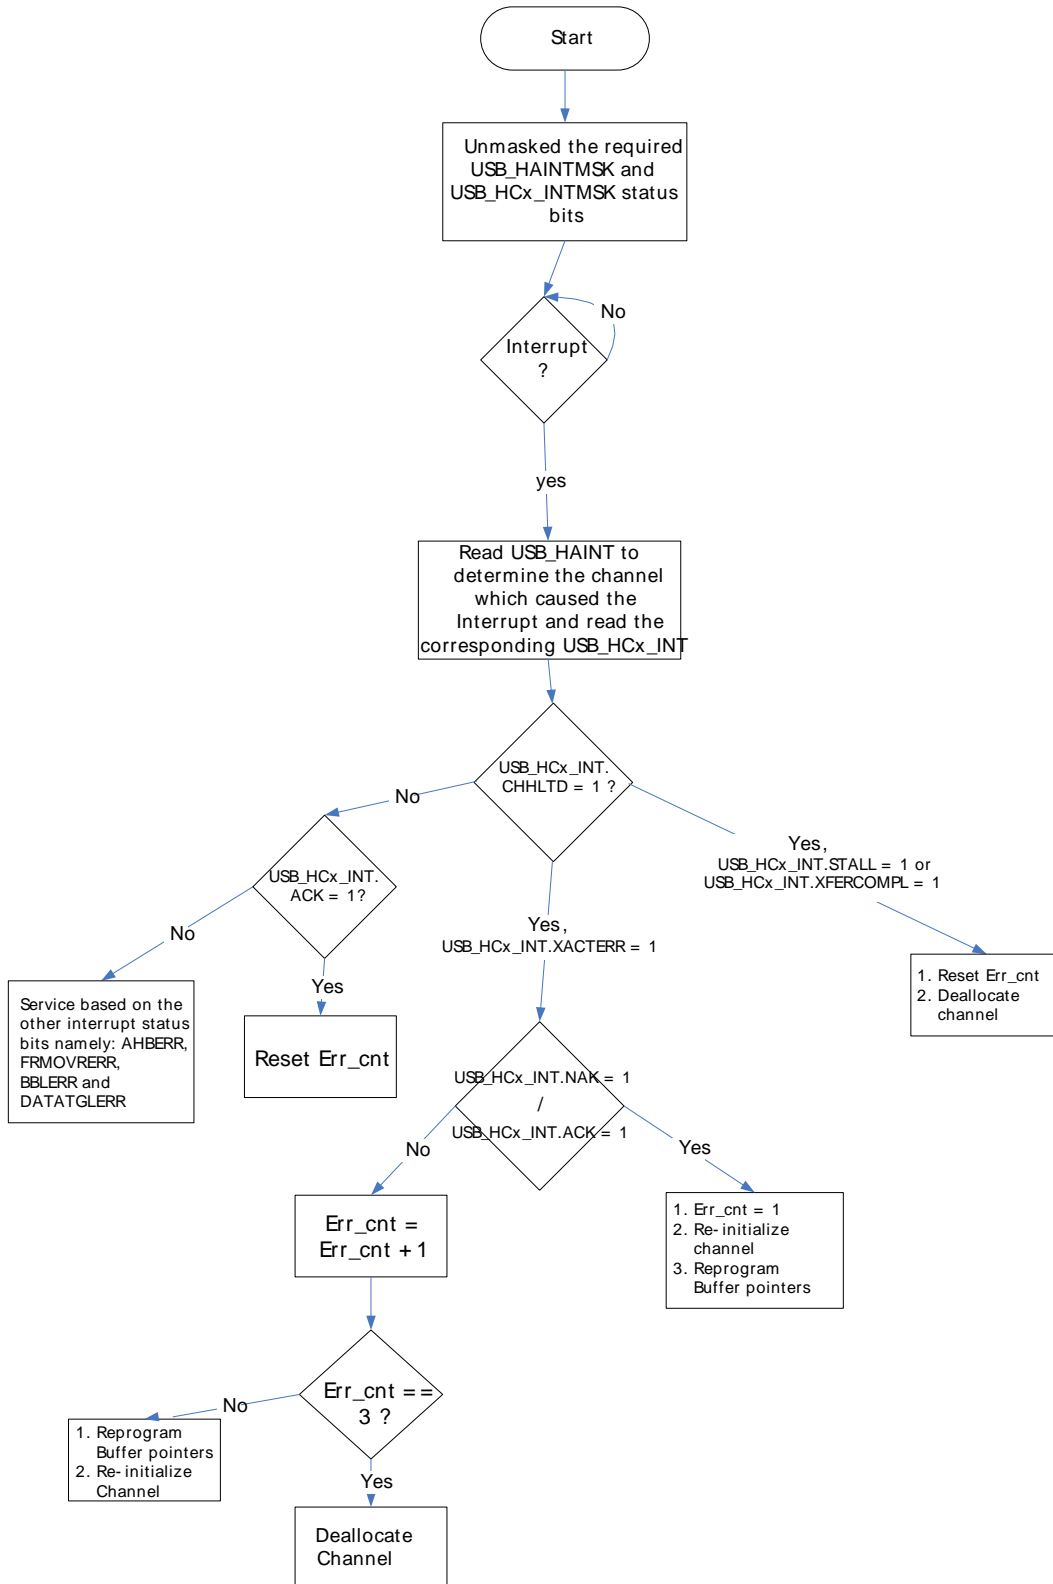 Start
Unmasked the required
USB_HAINTMSK and
USB_HCx_INTMSK status
bits
No
Interrupt
?
yes
Read USB_HAINT to
determine the channel
which caused the
Interrupt and read the
corresponding USB_HCx_INT
USB_HCx_INT.
CHHLTD = 1 ?
No
Yes,
USB_HCx_INT.STALL = 1 or
USB_HCx_INT.XFERCOMPL = 1
USB_HCx_INT.
ACK = 1?
No
Yes
Yes,
USB_HCx_INT.XACTERR = 1
1. Reset Err_cnt
2. Deallocate
channel
Service based on the
other interrupt status
bits namely: AHBERR,
FRMOVRERR,
BBLERR and
DATATGLERR
Reset Err_cnt
USB_HCx_INT.NAK = 1
/
USB_HCx_INT.ACK = 1
No
Yes
Err_cnt =
Err_cnt + 1
1. Err_cnt = 1
2. Re-initialize
channel
3. Reprogram
Buffer pointers
Err_cnt ==
3 ?
No
Yes
1. Reprogram
Buffer pointers
2. Re-initialize
Channel
Deallocate
Channel